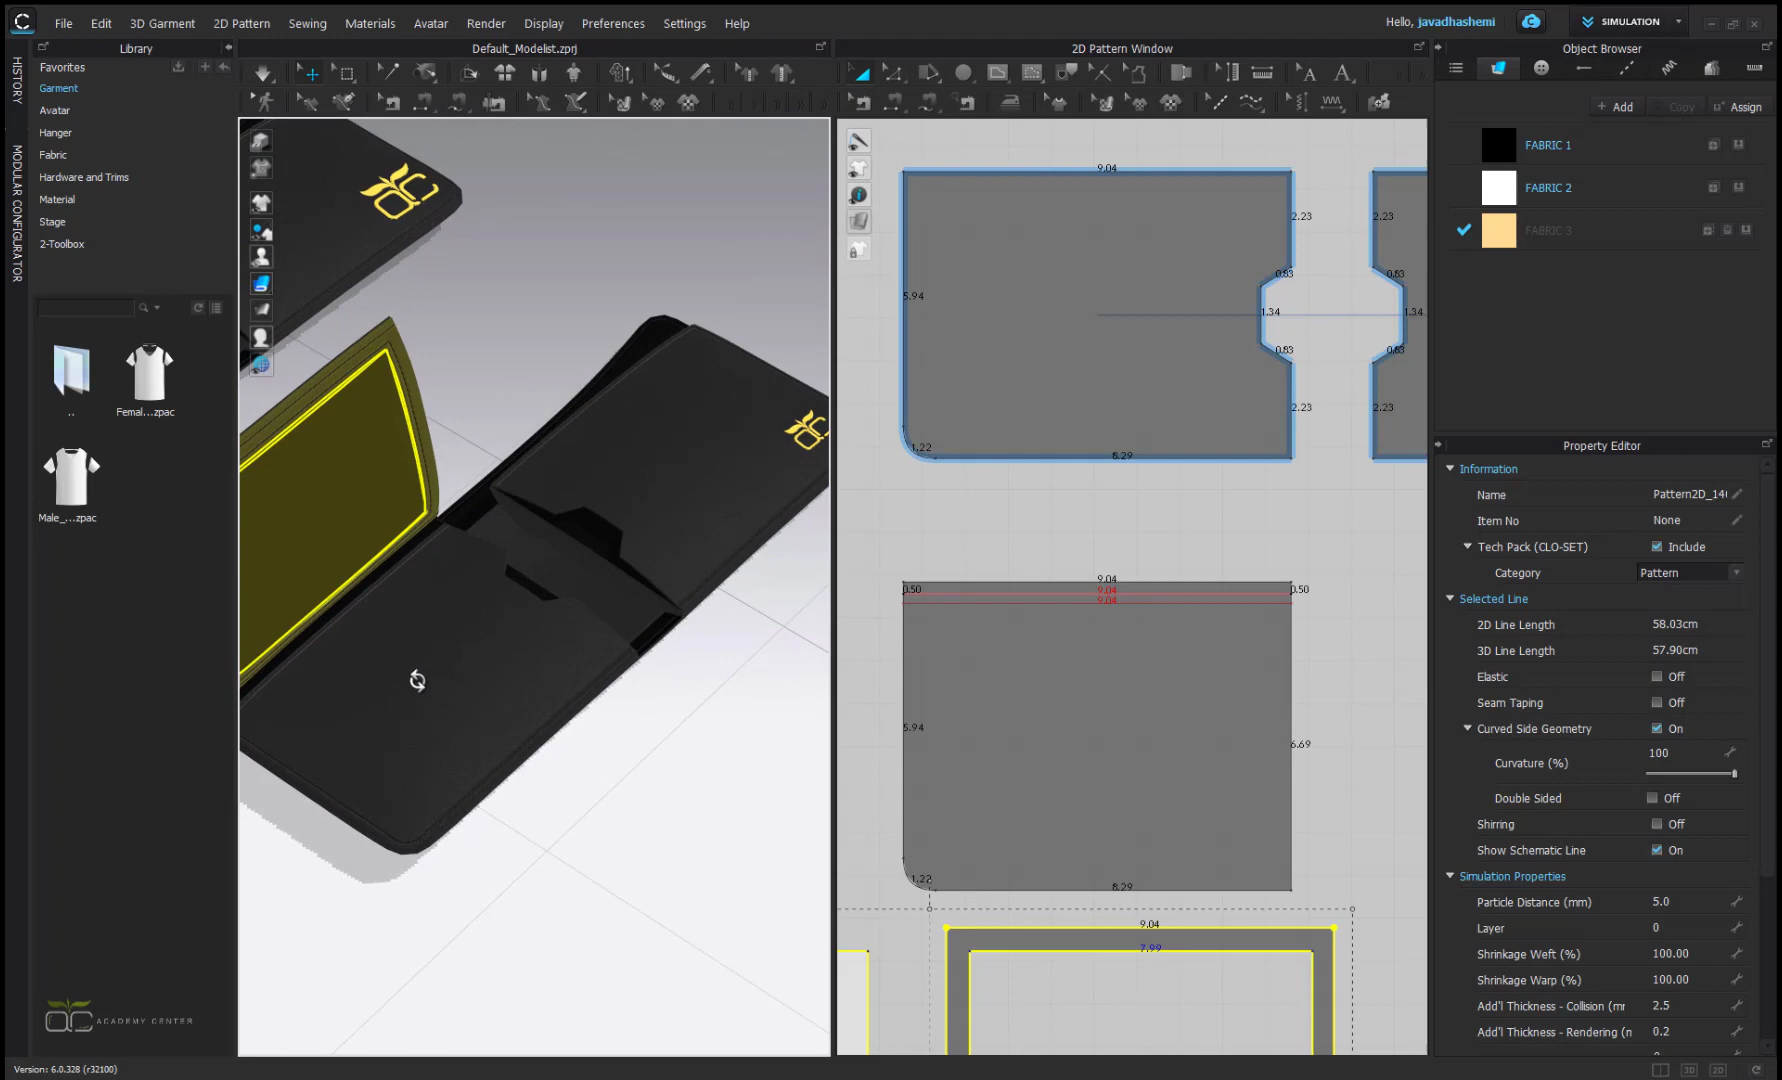 File Edit 3D Garment 2D Pattern Sewing Materials Avatar Render Display Preferences Settings Help
Hello, javadhashemi
SIMULATION
HISTORY
MODULAR CONFIGURATOR
Library
Favorites
Garment
Avatar
Hanger
Fabric
Hardware and Trims
Material
Stage
2-Toolbox
..
Femal...zpac
Male_...zpac
ACADEMY CENTER
Version: 6.0.328 (r32100)
Default_Modelist.zprj
2D Pattern Window
9.04
2.23
2.23
0.83
0.83
5.94
1.34
1.34
0.83
0.83
2.23
2.23
1.22
8.29
9.04
0.50
9.04
0.50
9.04
5.94
6.69
1.22
8.29
9.04
7.99
Object Browser
+ Add
Copy
Assign
FABRIC 1
FABRIC 2
FABRIC 3
Property Editor
Information
Name Pattern2D_14
Item No None
Tech Pack (CLO-SET) Include
Category Pattern
Selected Line
2D Line Length 58.03cm
3D Line Length 57.90cm
Elastic Off
Seam Taping Off
Curved Side Geometry On
Curvature (%) 100
Double Sided Off
Shirring Off
Show Schematic Line On
Simulation Properties
Particle Distance (mm) 5.0
Layer 0
Shrinkage Weft (%) 100.00
Shrinkage Warp (%) 100.00
Add'l Thickness - Collision (mr 2.5
Add'l Thickness - Rendering (n 0.2
3D
2D